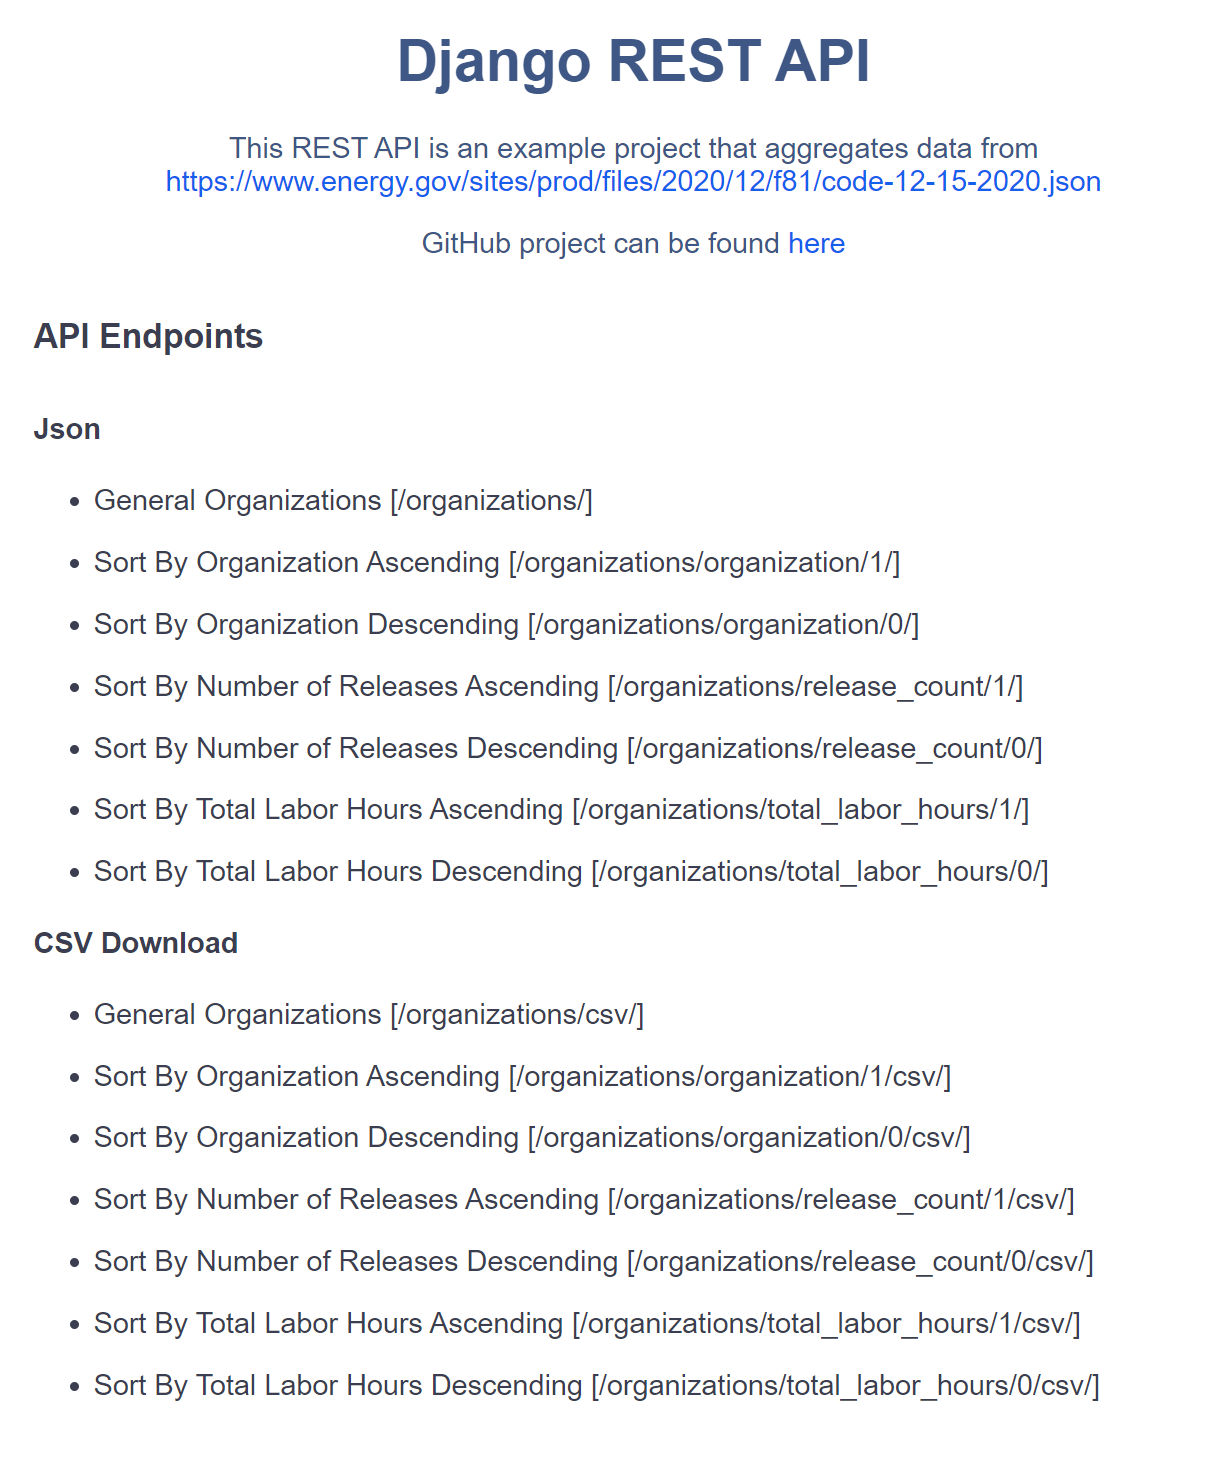 Django REST API
This REST API is an example project that aggregates data from
https://www.energy.gov/sites/prod/files/2020/12/f81/code-12-15-2020.json
GitHub project can be found here
API Endpoints
Json
• General Organizations [/organizations/]
• Sort By Organization Ascending [/organizations/organization/1/]
• Sort By Organization Descending [/organizations/organization/0/]
• Sort By Number of Releases Ascending [/organizations/release_count/1/]
• Sort By Number of Releases Descending [/organizations/release_count/0/]
• Sort By Total Labor Hours Ascending [/organizations/total_labor_hours/1/]
• Sort By Total Labor Hours Descending [/organizations/total_labor_hours/0/]
CSV Download
• General Organizations [/organizations/csv/]
• Sort By Organization Ascending [/organizations/organization/1/csv/]
• Sort By Organization Descending [/organizations/organization/0/csv/]
• Sort By Number of Releases Ascending [/organizations/release_count/1/csv/]
• Sort By Number of Releases Descending [/organizations/release_count/0/csv/]
• Sort By Total Labor Hours Ascending [/organizations/total_labor_hours/1/csv/]
• Sort By Total Labor Hours Descending [/organizations/total_labor_hours/0/csv/]